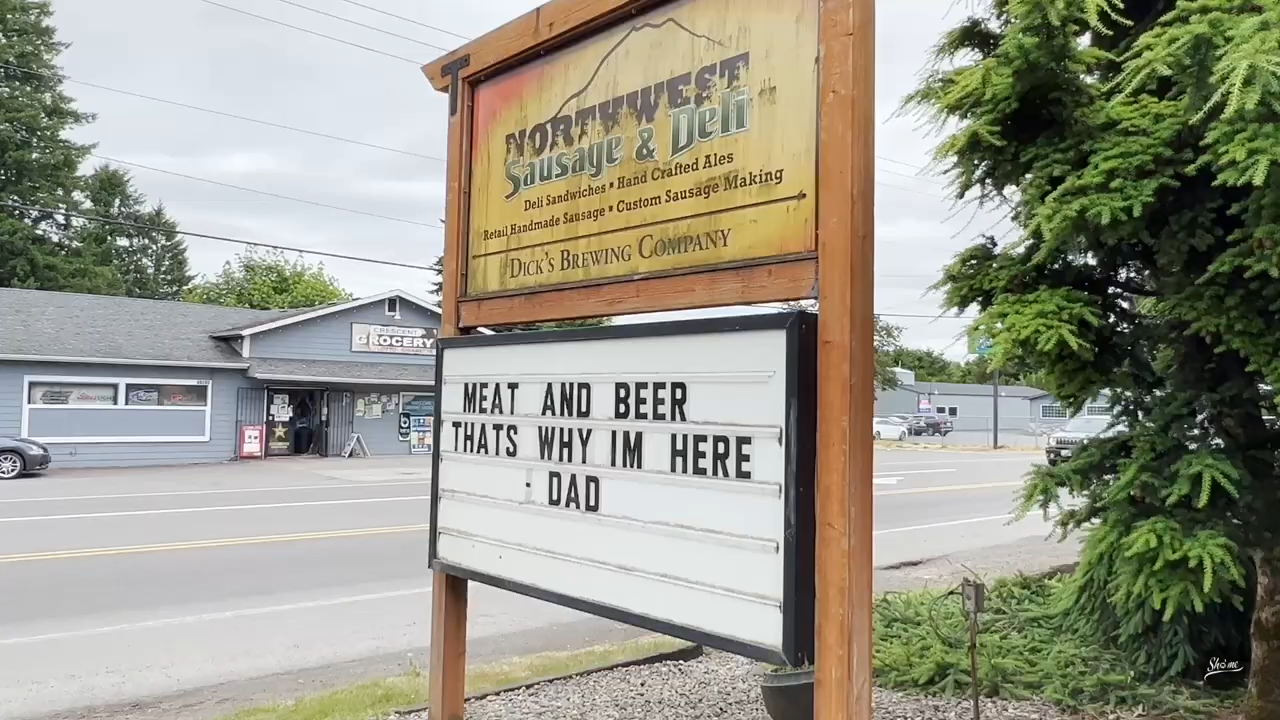 NORTHWEST
Sausage & Deli
Deli Sandwiches ▪ Hand Crafted Ales
Retail Handmade Sausage ▪ Custom Sausage Making
DICK'S BREWING COMPANY
CRESCENT
GROCERY
MEAT AND BEER
THATS WHY IM HERE
- DAD